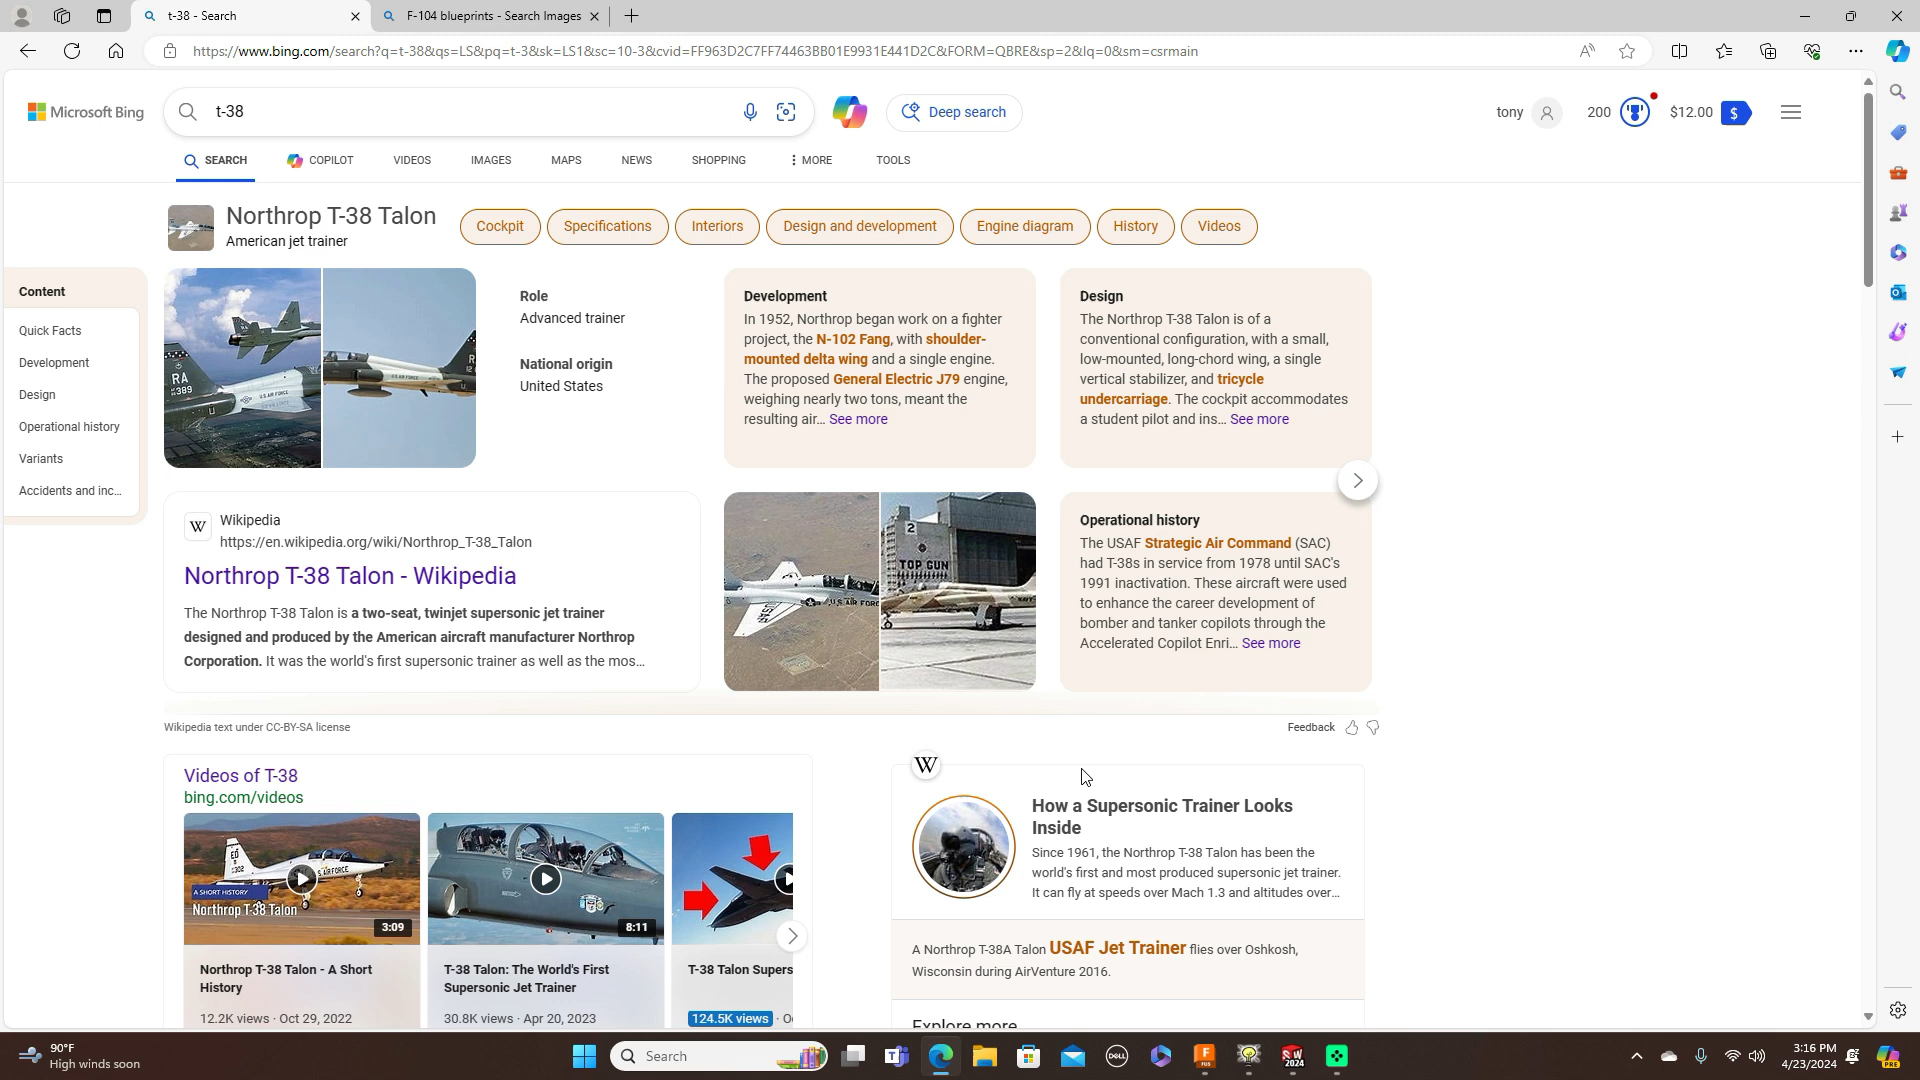 t-38 - Search
F-104 blueprints - Search Images
https://www.bing.com/search?q=t-38&qs=LS&pq=t-3&sk=LS1&sc=10-3&cvid=FF963D2C7FF74463BB01E9931E441D2C&FORM=QBRE&sp=2&lq=0&sm=csrmain
Microsoft Bing
t-38
Deep search
tony
200
$12.00
SEARCH
COPILOT
VIDEOS
IMAGES
MAPS
NEWS
SHOPPING
MORE
TOOLS
Northrop T-38 Talon
American jet trainer
Cockpit
Specifications
Interiors
Design and development
Engine diagram
History
Videos
Content
Quick Facts
Development
Design
Operational history
Variants
Accidents and inc...
RA
389
U.S. AIR FORCE
Role
Advanced trainer
National origin
United States
Development
In 1952, Northrop began work on a fighter
project, the N-102 Fang, with shoulder-
mounted delta wing and a single engine.
The proposed General Electric J79 engine,
weighing nearly two tons, meant the
resulting air... See more
Design
The Northrop T-38 Talon is of a
conventional configuration, with a small,
low-mounted, long-chord wing, a single
vertical stabilizer, and tricycle
undercarriage. The cockpit accommodates
a student pilot and ins... See more
W
Wikipedia
https://en.wikipedia.org/wiki/Northrop_T-38_Talon
Northrop T-38 Talon - Wikipedia
The Northrop T-38 Talon is a two-seat, twinjet supersonic jet trainer
designed and produced by the American aircraft manufacturer Northrop
Corporation. It was the world's first supersonic trainer as well as the mos...
U.S. AIR FORC
USAF
2
TOP GUN
Operational history
The USAF Strategic Air Command (SAC)
had T-38s in service from 1978 until SAC's
1991 inactivation. These aircraft were used
to enhance the career development of
bomber and tanker copilots through the
Accelerated Copilot Enri... See more
Wikipedia text under CC-BY-SA license
Feedback
Videos of T-38
bing.com/videos
ED
302
U.S. AIR FORCE
A SHORT HISTORY
Northrop T-38 Talon
3:09
8:11
Northrop T-38 Talon - A Short
History
12.2K views · Oct 29, 2022
T-38 Talon: The World's First
Supersonic Jet Trainer
30.8K views · Apr 20, 2023
T-38 Talon Supers
124.5K views
W
How a Supersonic Trainer Looks
Inside
Since 1961, the Northrop T-38 Talon has been the
world's first and most produced supersonic jet trainer.
It can fly at speeds over Mach 1.3 and altitudes over...
A Northrop T-38A Talon USAF Jet Trainer flies over Oshkosh,
Wisconsin during AirVenture 2016.
Explore more
90°F
High winds soon
Search
DELL
SW
2024
3:16 PM
4/23/2024
PRE